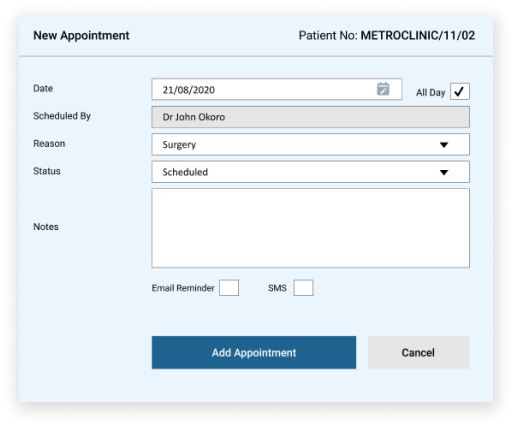 New Appointment Patient No: METROCLINIC/11/02
Date 21/08/2020 All Day
Scheduled By Dr John Okoro
Reason Surgery
Status Scheduled
Notes
Email Reminder SMS
Add Appointment Cancel